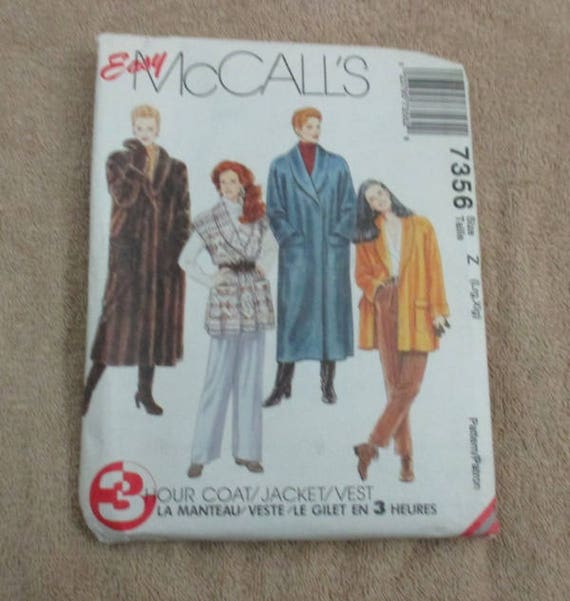 Easy McCALL'S
7356 Size Taille Z (Lrg-Xlg)
Pattern/Patron
3 HOUR COAT/JACKET/VEST
LA MANTEAU/VESTE/LE GILET EN 3 HEURES